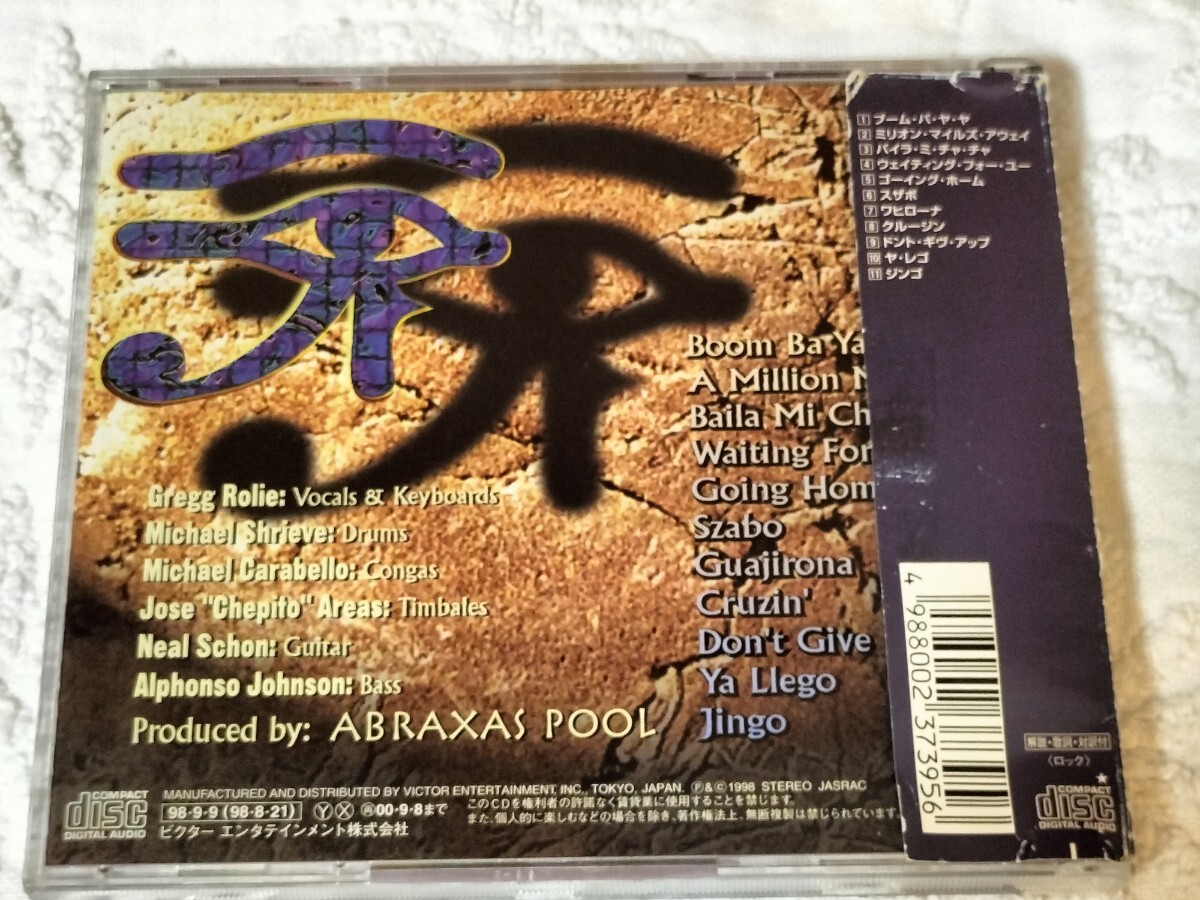 1 ブーム・バ・ヤ・ヤ
2 ミリオン・マイルズ・アウェイ
3 バイラ・ミ・チャ・チャ
4 ウェイティング・フォー・ユー
5 ゴーイング・ホーム
6 スザボ
7 ワヒローナ
8 クルージン
9 ドント・ギヴ・アップ
10 ヤ・レゴ
11 ジンゴ
Boom Ba Ya
A Million
Baila Mi Ch
Waiting For
Going Hom
Szabo
Guajirona
Cruzin'
Don't Give
Ya Llego
Jingo
Gregg Rolie: Vocals & Keyboards
Michael Shrieve: Drums
Michael Carabello: Congas
Jose "Chepito" Areas: Timbales
Neal Schon: Guitar
Alphonso Johnson: Bass
Produced by: ABRAXAS POOL
4 988002 373956
解説・歌詞・対訳付
〈ロック〉
COMPACT
disc
DIGITAL AUDIO
MANUFACTURED AND DISTRIBUTED BY VICTOR ENTERTAINMENT, INC., TOKYO, JAPAN. ℗&©1998 STEREO JASRAC
98-9-9 (98-8-21) Y X 再00・9・8まで
ビクター エンタテインメント株式会社
このCDを権利者の許諾なく賃貸業に使用することを禁じます。
また、個人的に楽しむなどの場合を除き、著作権法上、無断複製は禁じられています。
★
COMPACT
disc
DIGITAL AUDIO